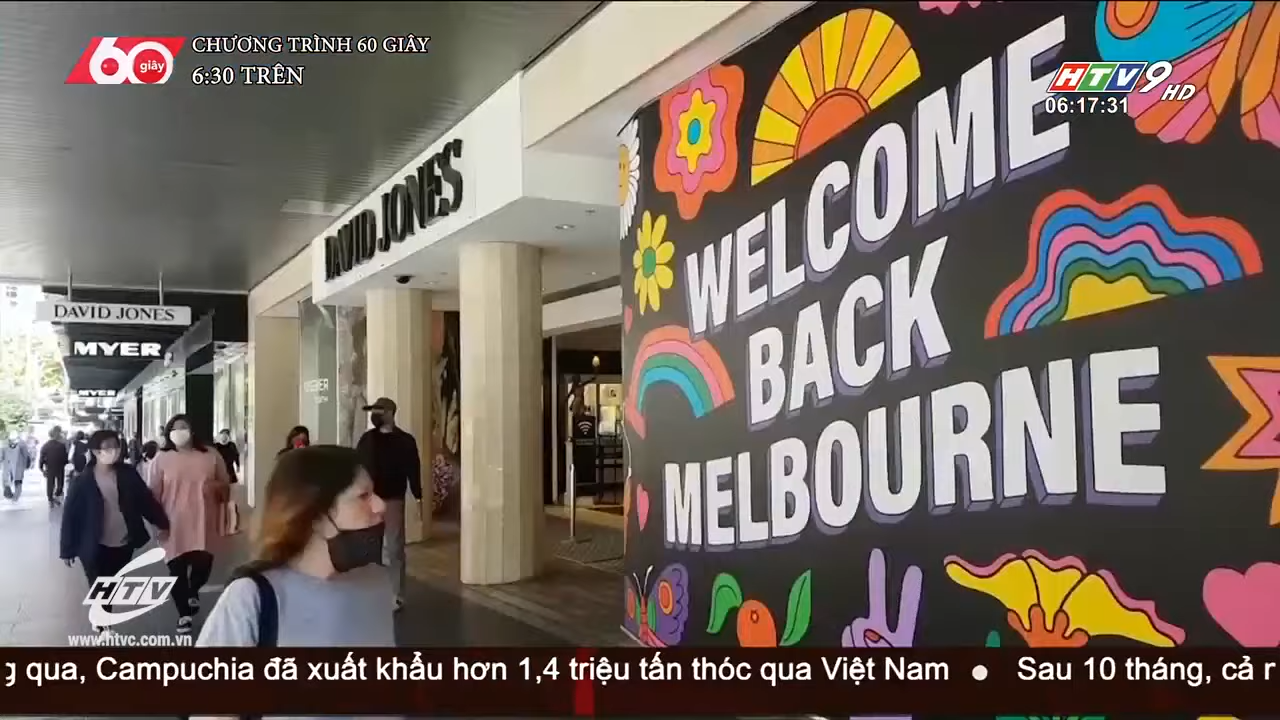 60 giây
CHƯƠNG TRÌNH 60 GIÂY
6:30 TRÊN
HTV9 HD
06:17:31
DAVID JONES
DAVID JONES
MYER
MYER
WELCOME
BACK
MELBOURNE
HTV
www.htvc.com.vn
g qua, Campuchia đã xuất khẩu hơn 1,4 triệu tấn thóc qua Việt Nam ● Sau 10 tháng, cả